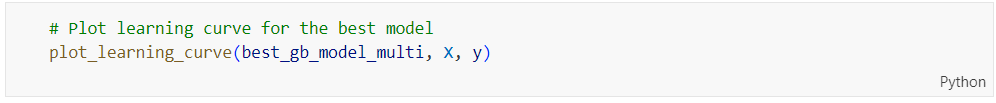 # Plot learning curve for the best model
plot_learning_curve(best_gb_model_multi, X, y)
Python